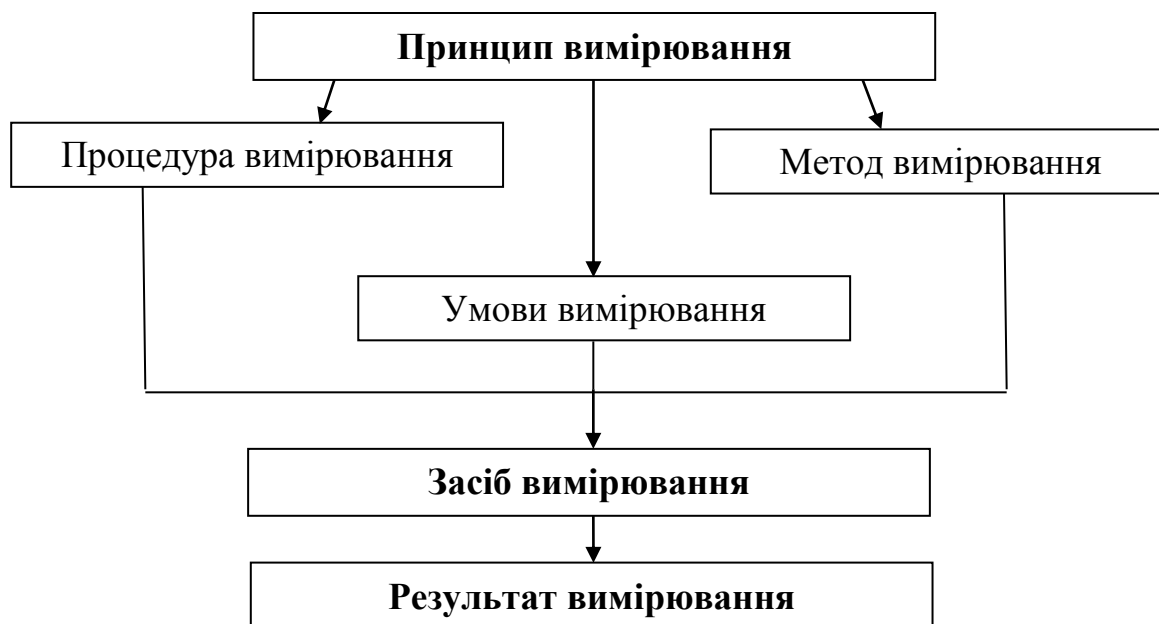 Принцип вимірювання
Процедура вимірювання
Метод вимірювання
Умови вимірювання
Засіб вимірювання
Результат вимірювання